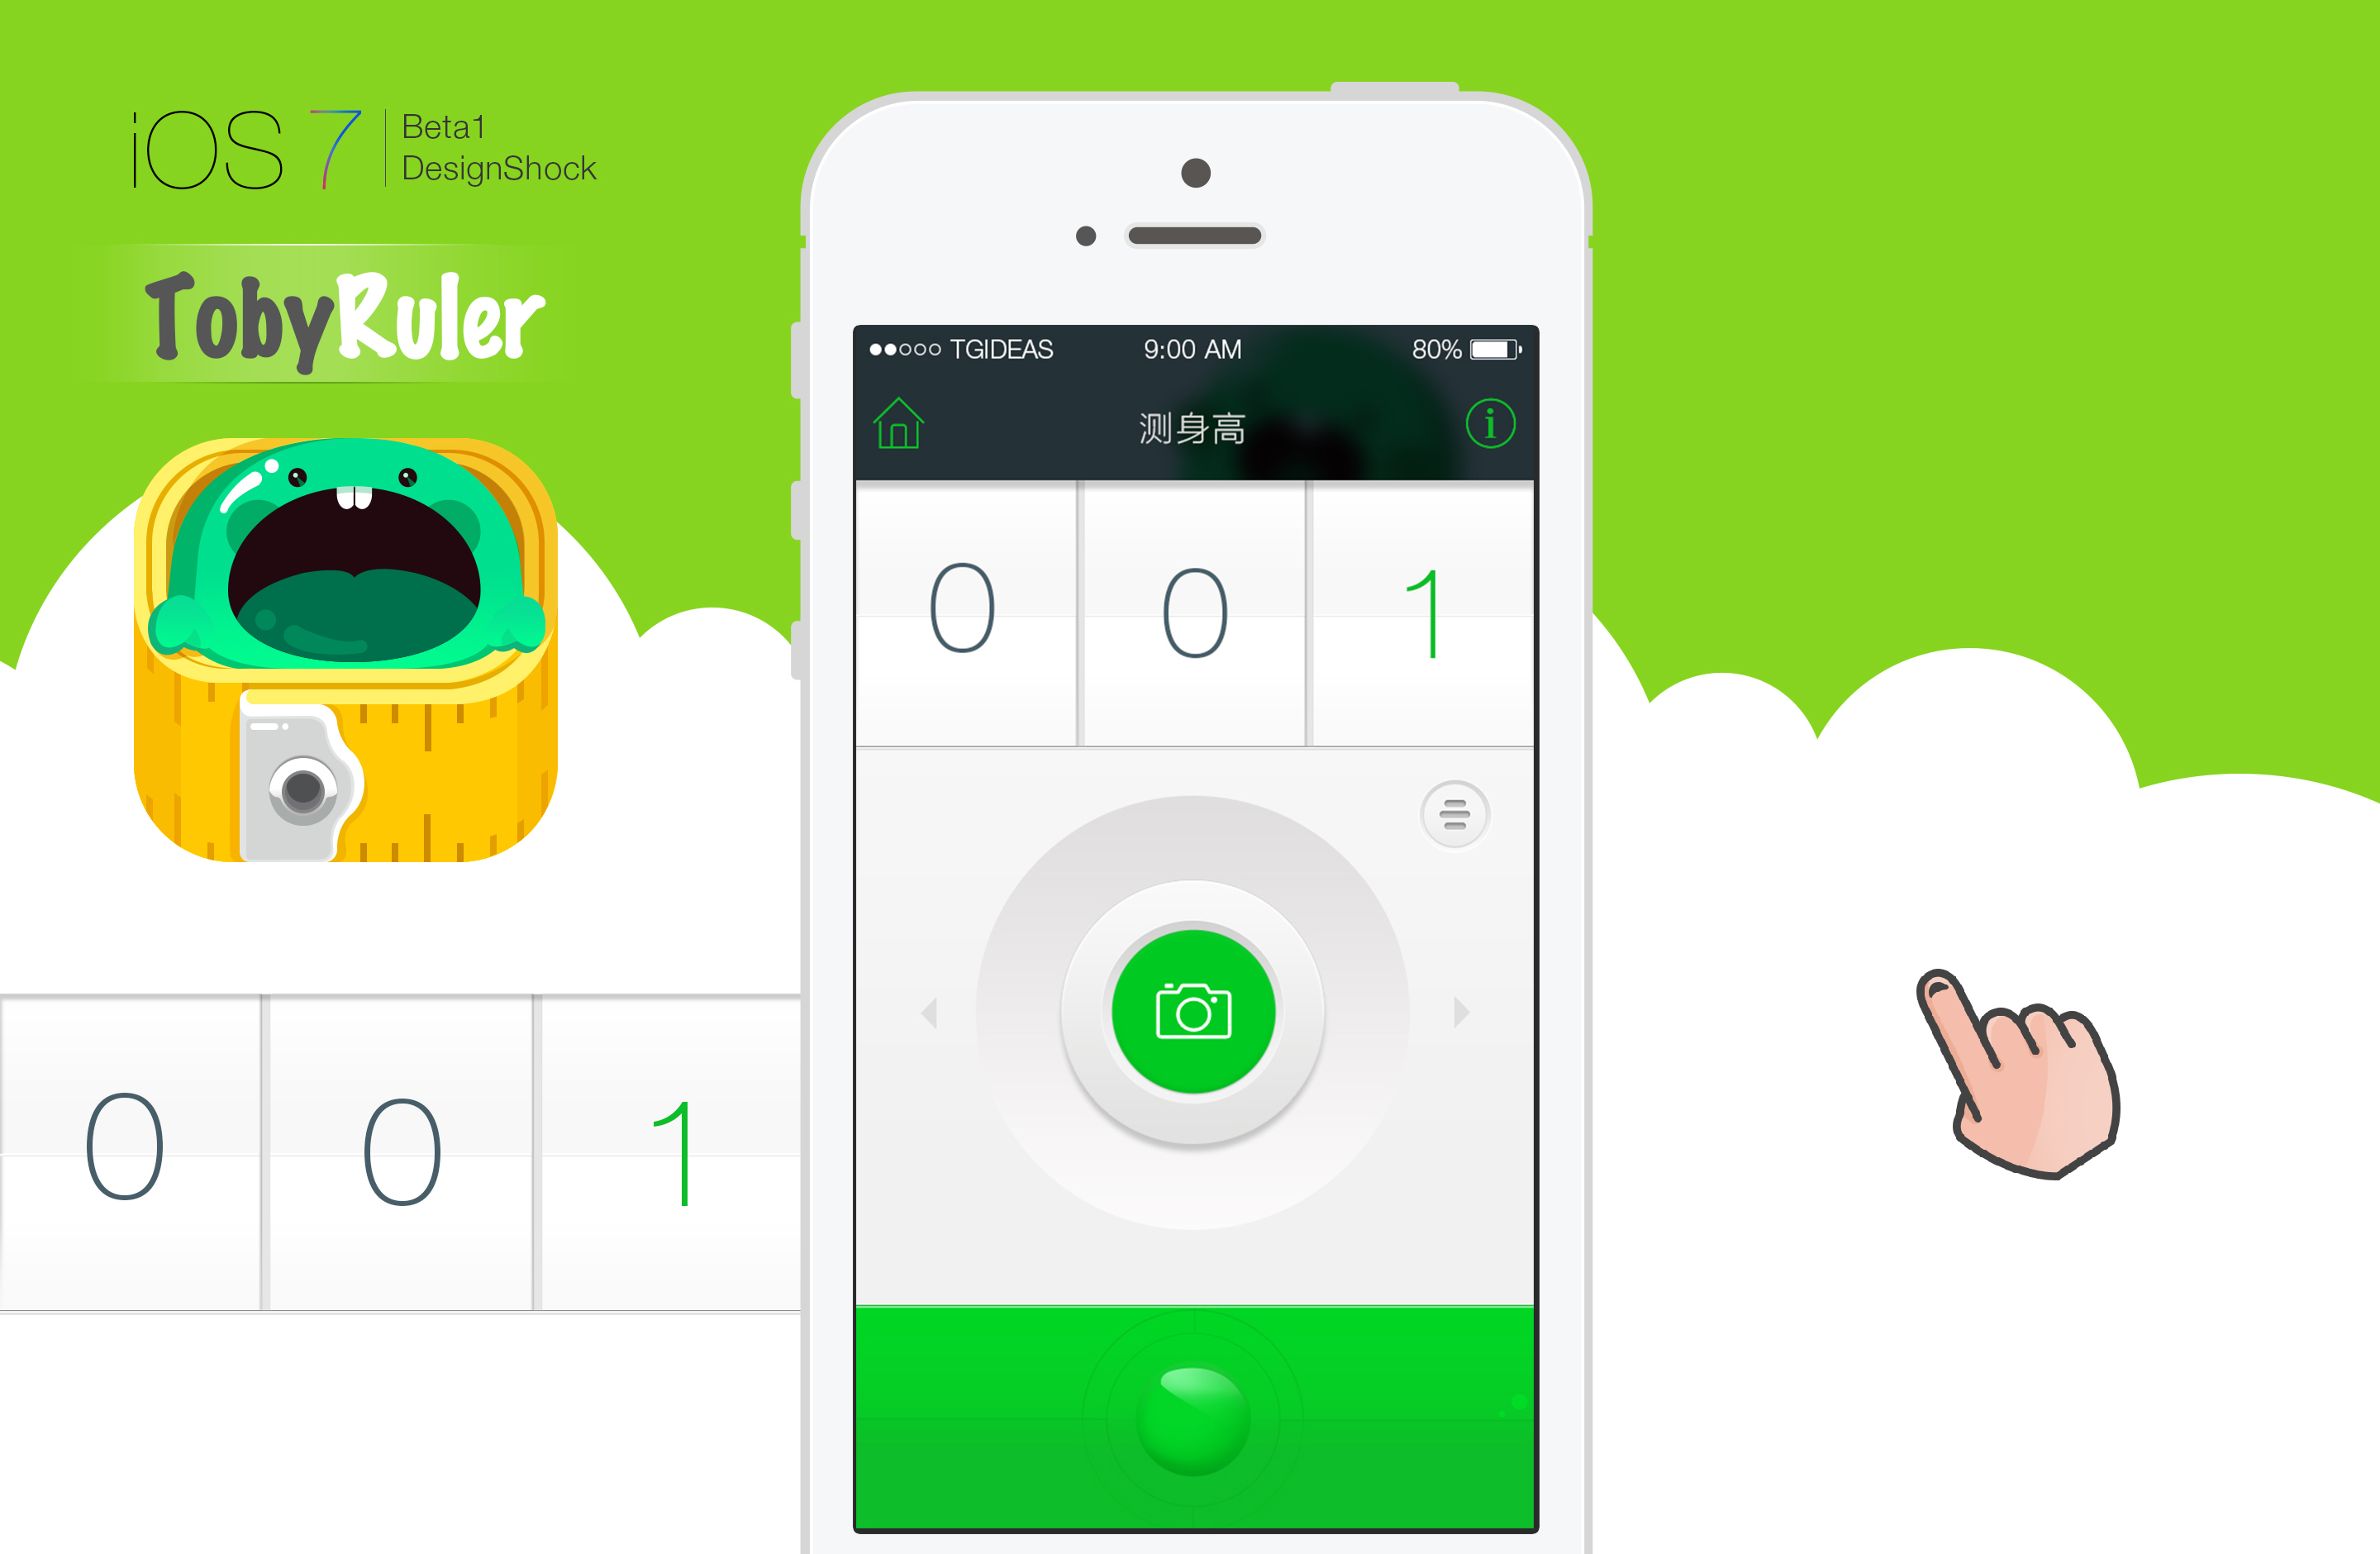 iOS 7
Beta1
DesignShock
TobyRuler
TGIDEAS 9:00 AM 80%
测身高
i
0 0 1
0 0 1